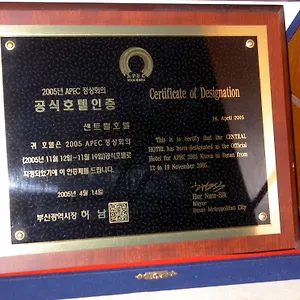 APEC
2005년 APEC 정상회의
공식호텔인증
센트럴호텔
귀 호텔은 2005 APEC 정상회의
(2005년 11월 12일~11월 19일)공식호텔로
지정되었기에 이 인증패를 드립니다.
2005년 4월 14일
부산광역시장 허 남
Certificate of Designation
14, April 2005
This is to certify that the CENTRAL
HOTEL has been designated as the Official
Hotel for APEC 2005 Korea in Busan from
12 to 19 November 2005.
Hur Nam-Sik
Mayor
Busan Metropolitan City